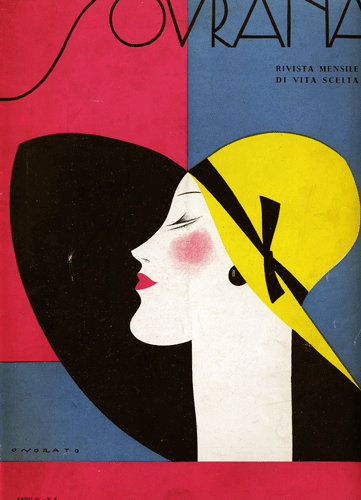 SOVRANA
RIVISTA MENSILE
DI VITA SCELTA
ONORATO